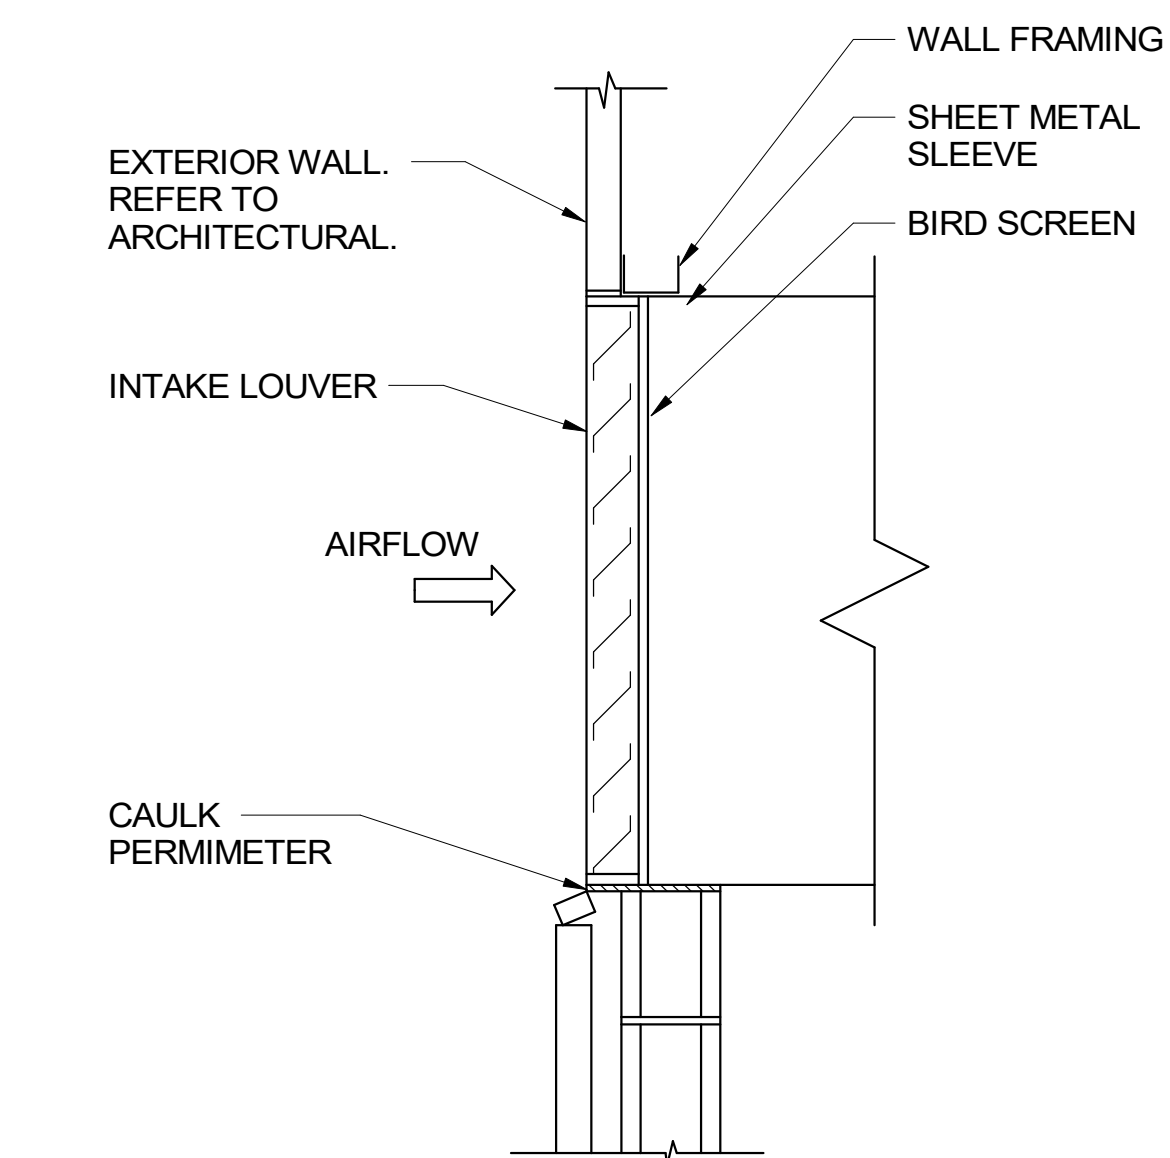 WALL FRAMING
SHEET METAL
SLEEVE
EXTERIOR WALL.
REFER TO
ARCHITECTURAL.
BIRD SCREEN
INTAKE LOUVER
AIRFLOW
CAULK
PERMIMETER